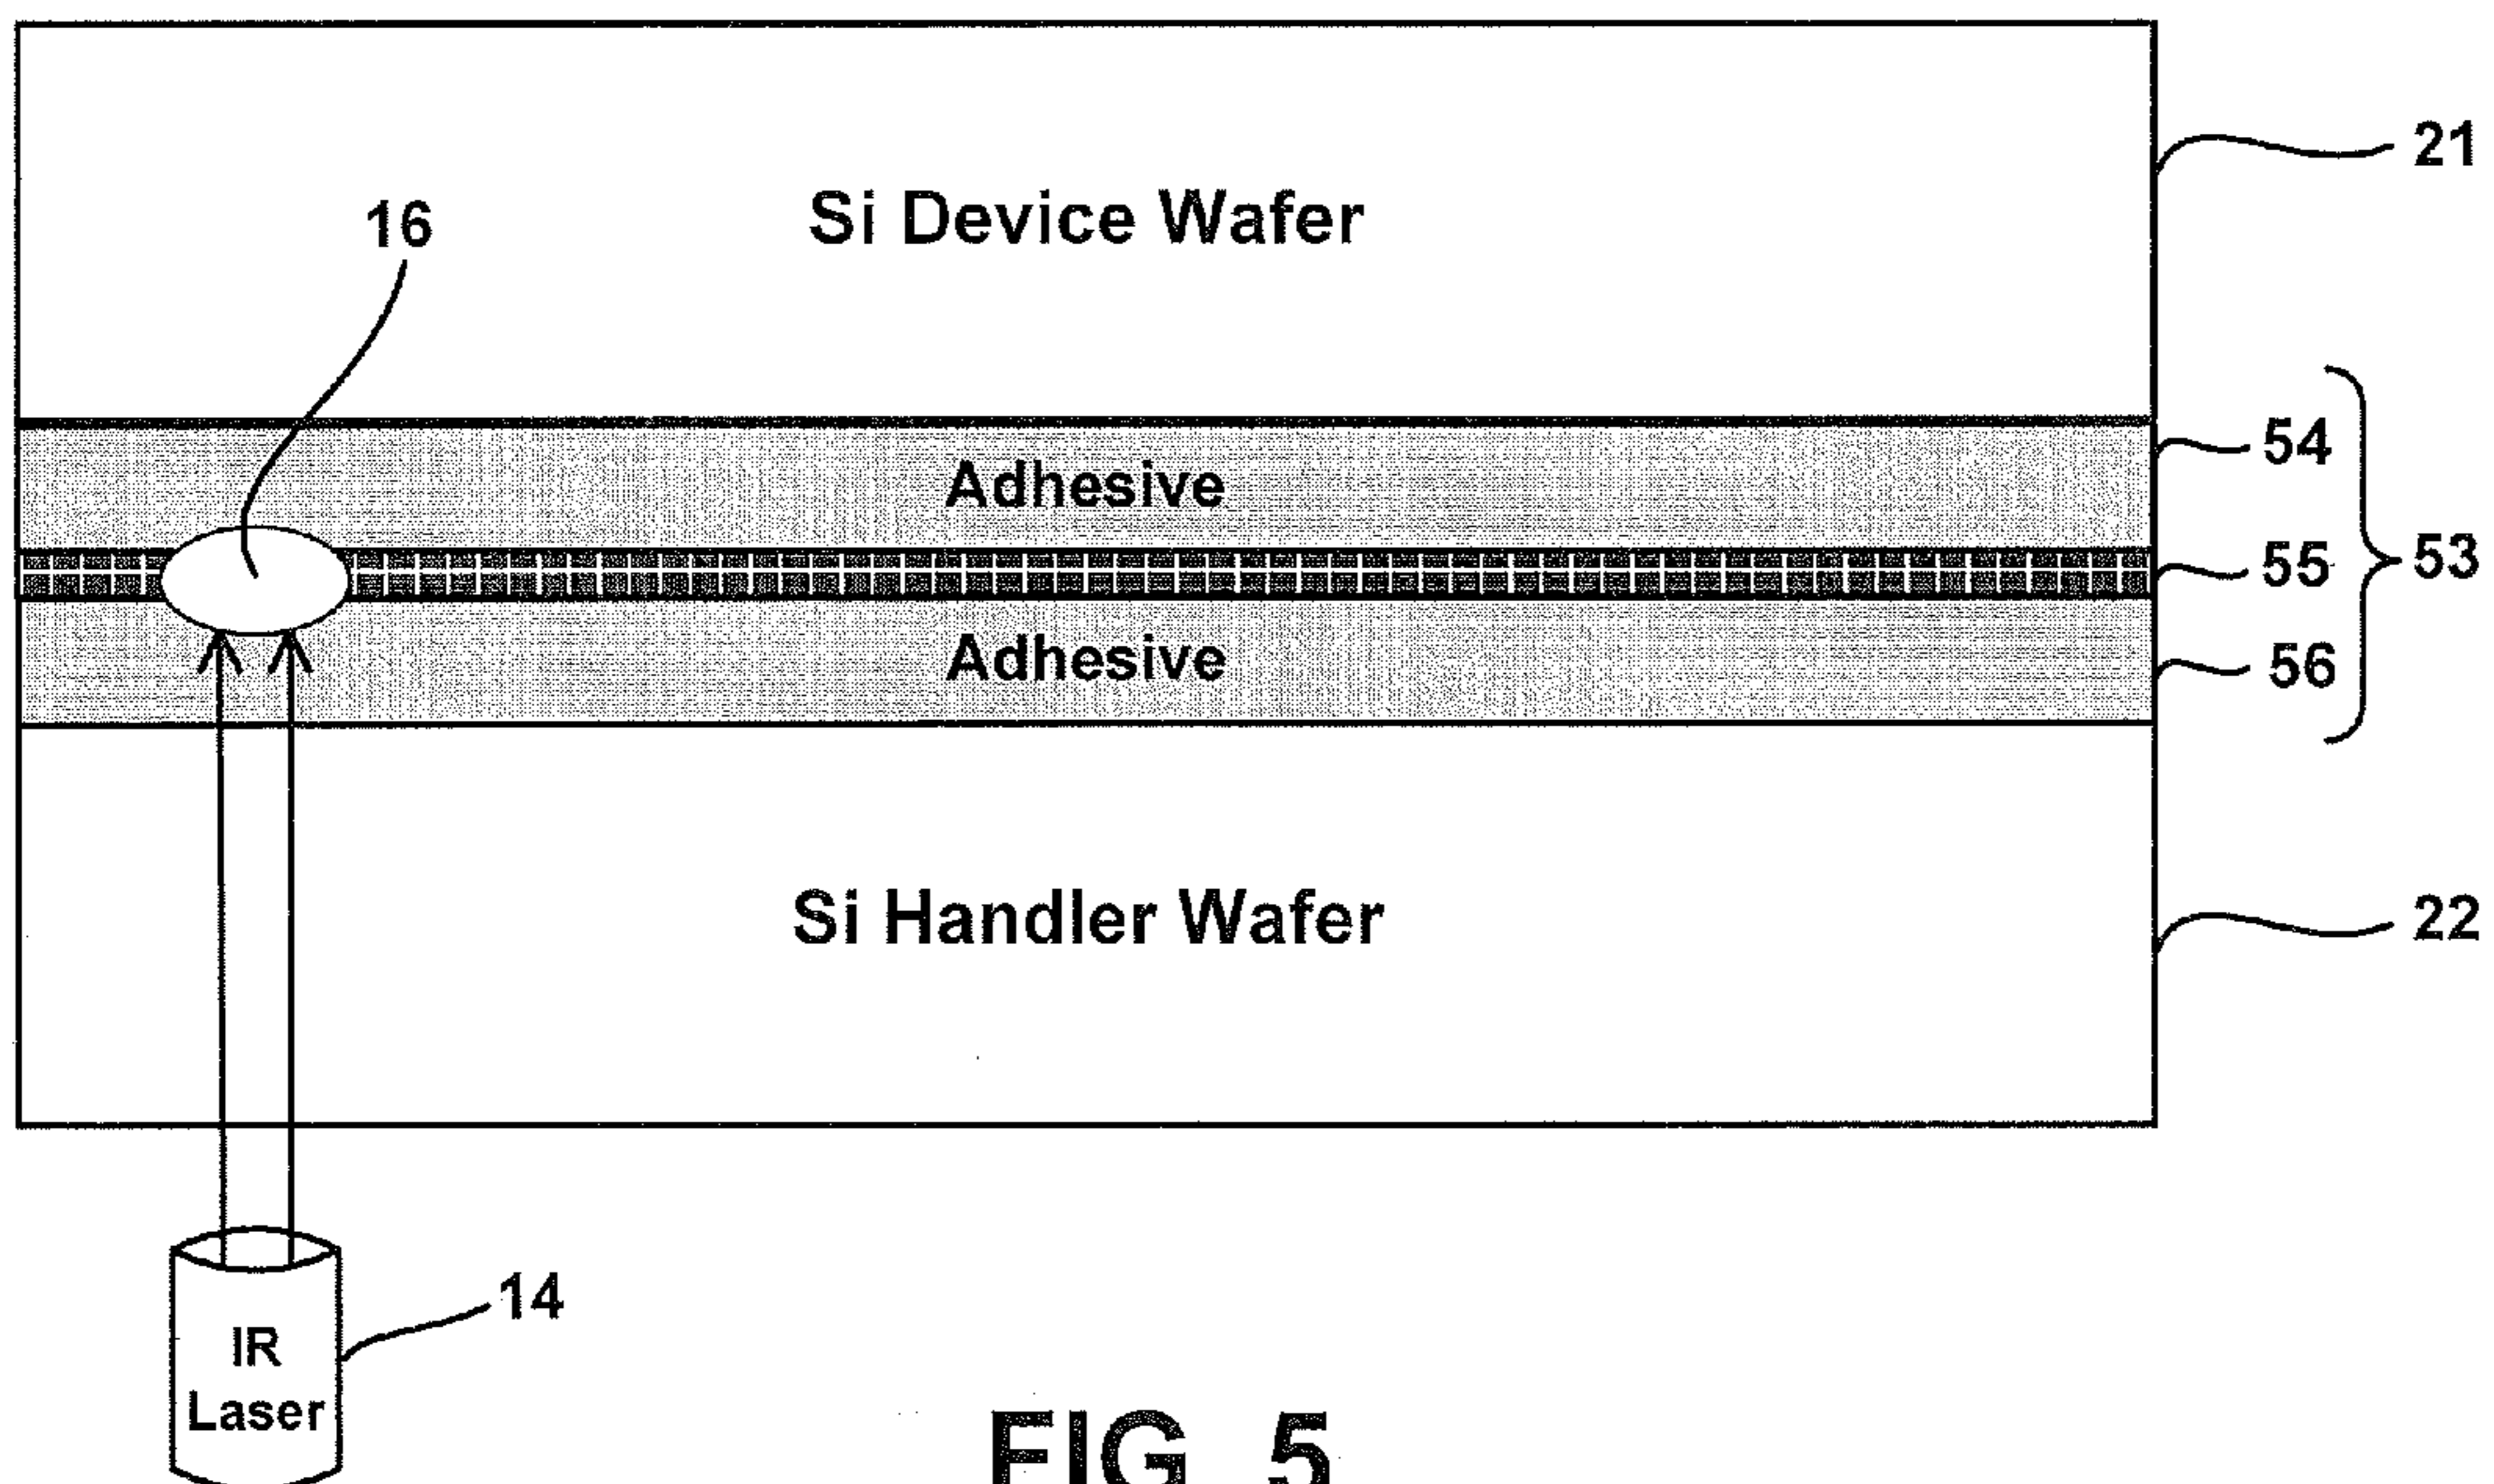 21
Si Device Wafer
16
54
Adhesive
55
53
Adhesive
56
Si Handler Wafer
22
14
IR
Laser
FIG. 5